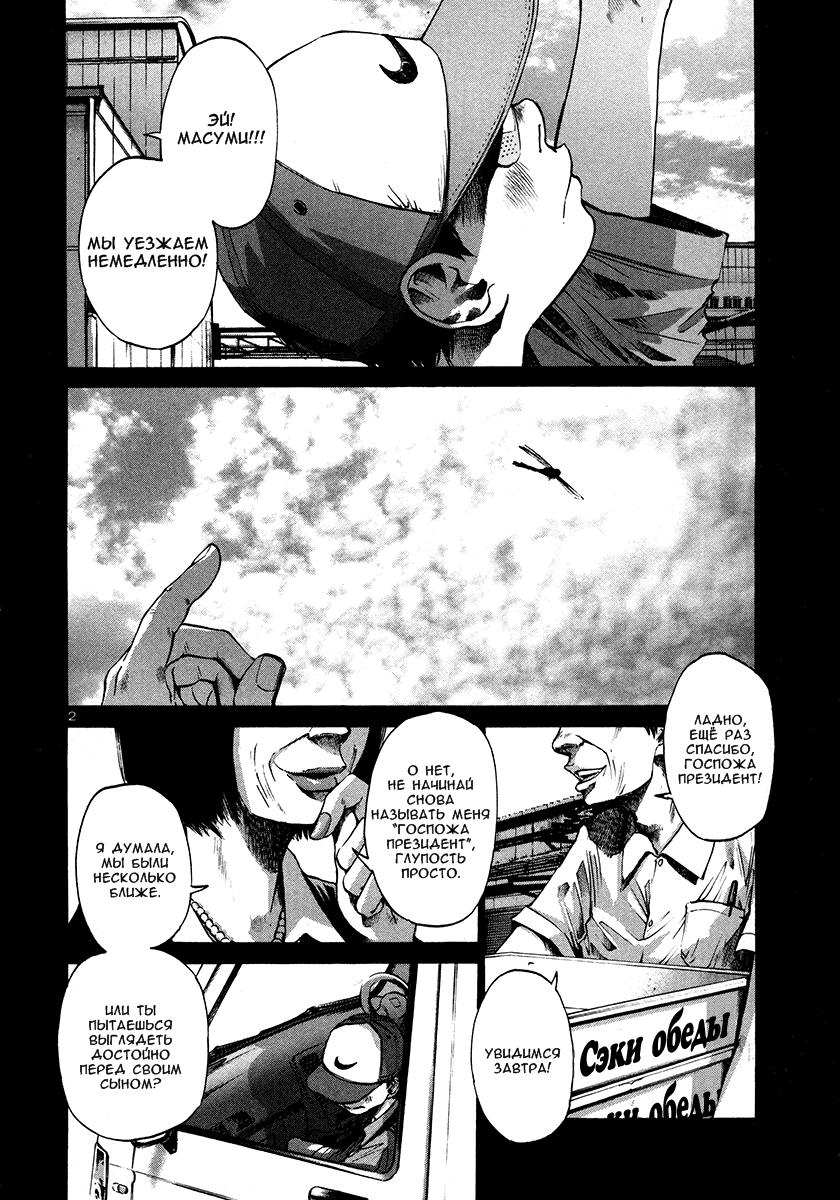 ЭЙ!
МАСУМИ!!!
МЫ УЕЗЖАЕМ
НЕМЕДЛЕННО!
2
ЛАДНО,
ЕЩЁ РАЗ
СПАСИБО,
ГОСПОЖА
ПРЕЗИДЕНТ!
О НЕТ,
НЕ НАЧИНАЙ
СНОВА
НАЗЫВАТЬ МЕНЯ
"ГОСПОЖА
ПРЕЗИДЕНТ",
ГЛУПОСТЬ
ПРОСТО.
Я ДУМАЛА,
МЫ БЫЛИ
НЕСКОЛЬКО
БЛИЖЕ.
УВИДИМСЯ
ЗАВТРА!
Сэки обеды
Сэки обеды
ИЛИ ТЫ
ПЫТАЕШЬСЯ
ВЫГЛЯДЕТЬ
ДОСТОЙНО
ПЕРЕД СВОИМ
СЫНОМ?